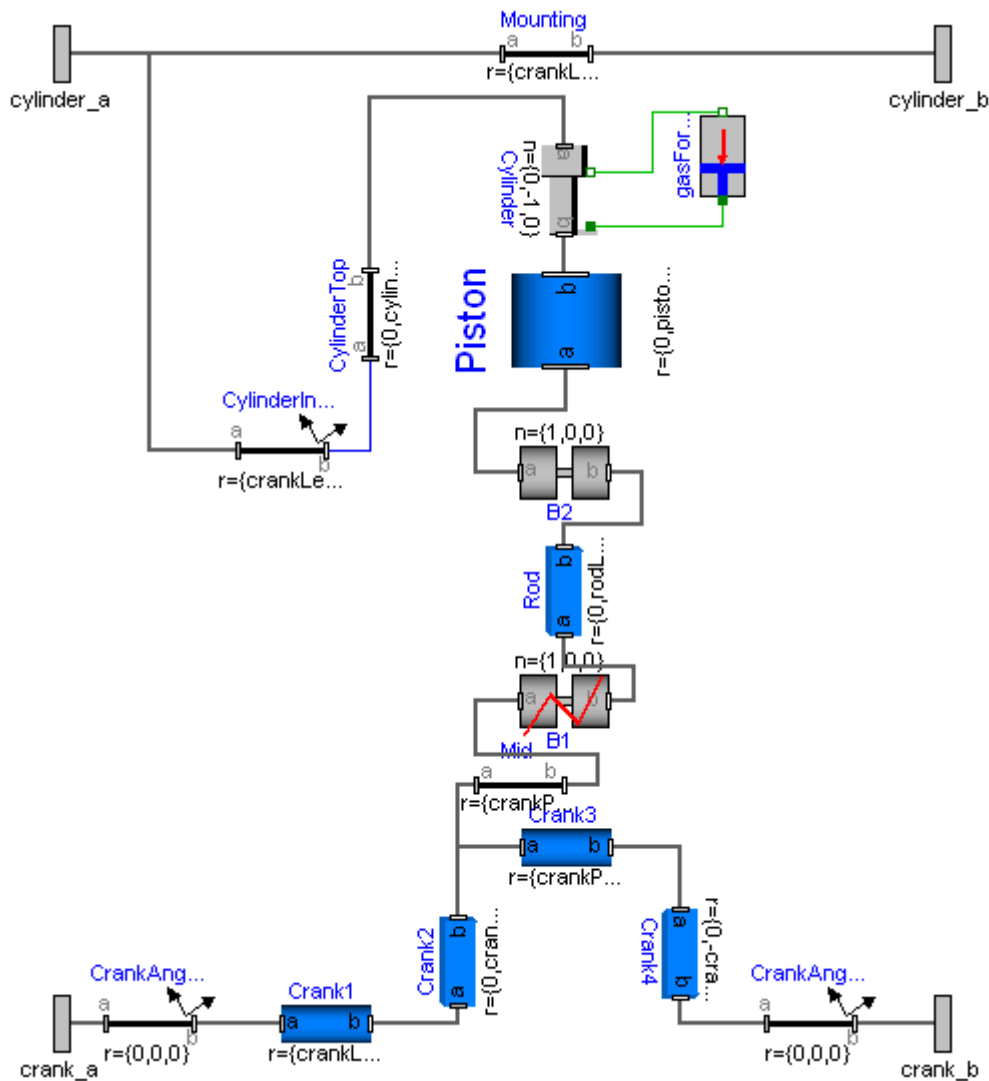 Mounting
a b
r={crankL...
cylinder_a
cylinder_b
n={0,-1,0}
Cylinder
a
b
gasFor...
CylinderTop
b
a
r={0,cylin...
Piston
b
a
r={0,pisto...
CylinderIn...
a
b
r={crankLe...
n={1,0,0}
a b
B2
Rod
b
a
r={0,rodL...
n={1,0,0}
a b
B1
Mid
a b
r={crankP...
Crank3
a b
r={crankP...
Crank2
b
a
r={0,cran...
Crank4
a
b
r={0,-cra...
CrankAng...
a
b
r={0,0,0}
Crank1
a b
r={crankL...
CrankAng...
a
b
r={0,0,0}
crank_a
crank_b